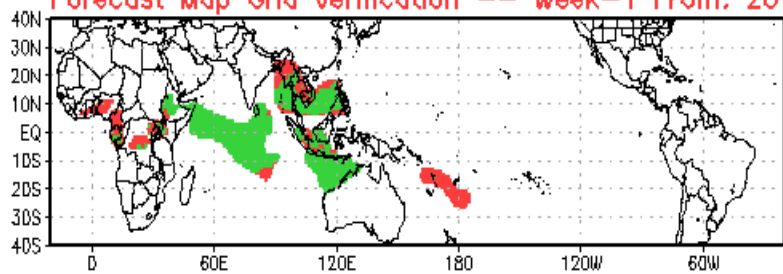 Forecast Map Grid Verification -- Week-1 From: 20
40N
30N
20N
10N
EQ
10S
20S
30S
40S
0 60E 120E 180 120W 60W